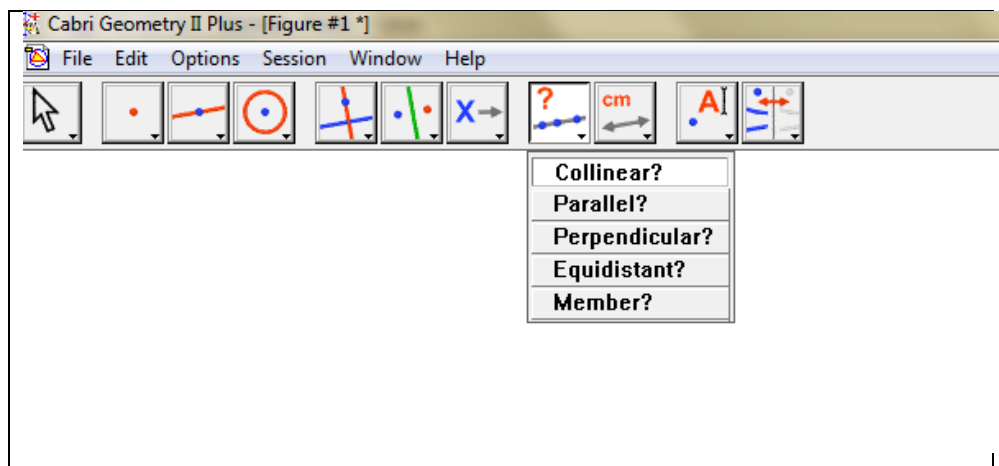 Cabri Geometry II Plus - [Figure #1 *]
File Edit Options Session Window Help
X
?
cm
A
Collinear?
Parallel?
Perpendicular?
Equidistant?
Member?